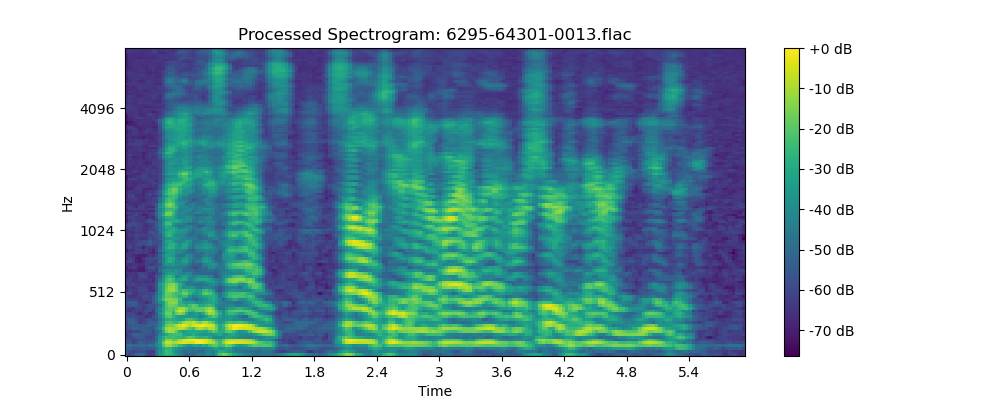 Processed Spectrogram: 6295-64301-0013.flac
+0 dB
-10 dB
-20 dB
-30 dB
-40 dB
-50 dB
-60 dB
-70 dB
4096
2048
1024
512
0
Hz
0 0.6 1.2 1.8 2.4 3 3.6 4.2 4.8 5.4
Time